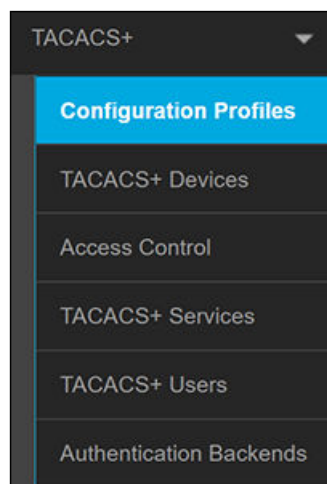 TACACS+
Configuration Profiles
TACACS+ Devices
Access Control
TACACS+ Services
TACACS+ Users
Authentication Backends